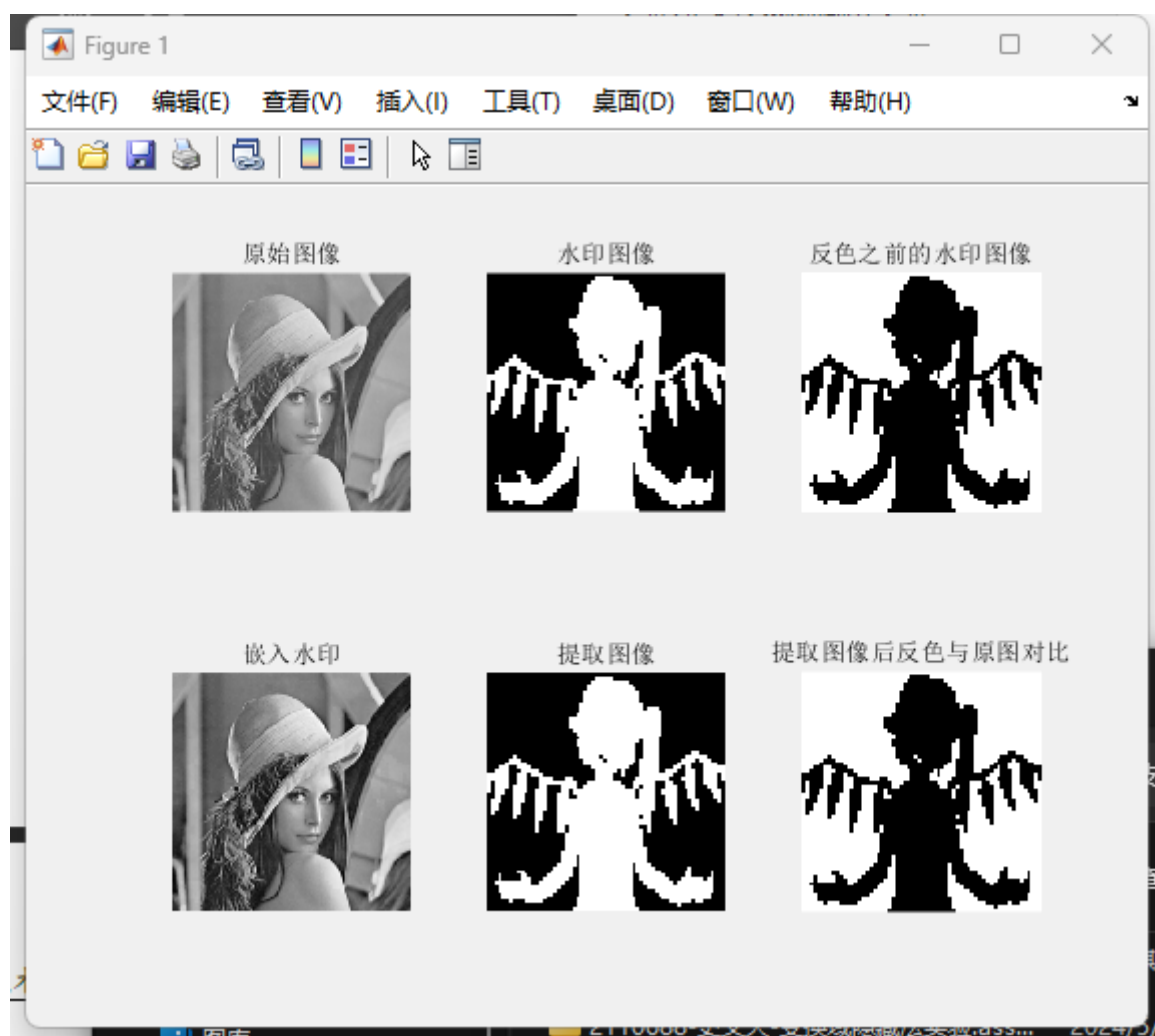 Figure 1
文件(F) 编辑(E) 查看(V) 插入(I) 工具(T) 桌面(D) 窗口(W) 帮助(H)
原始图像 水印图像 反色之前的水印图像
嵌入水印 提取图像 提取图像后反色与原图对比